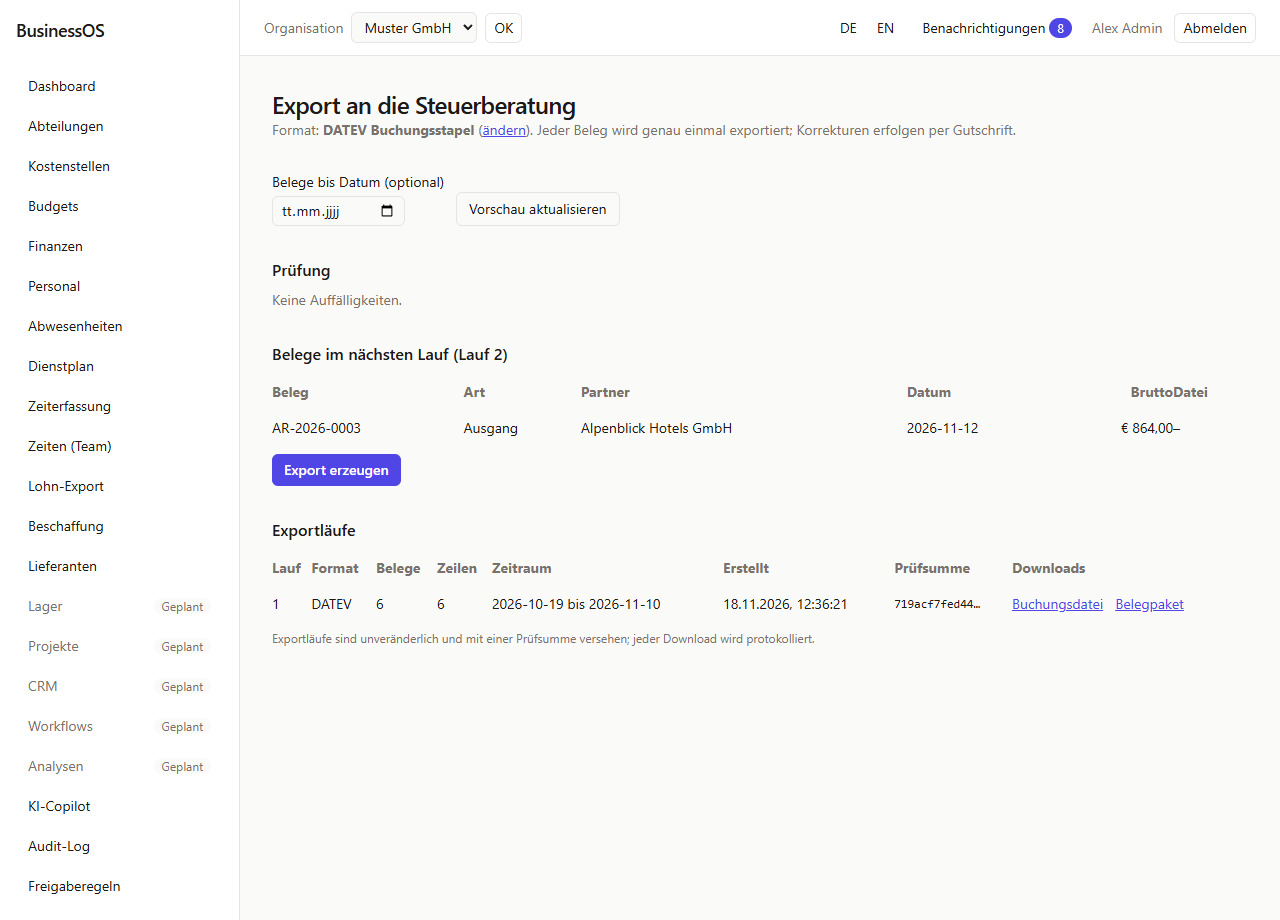 BusinessOS
Organisation Muster GmbH OK DE EN Benachrichtigungen 8 Alex Admin Abmelden
Dashboard
Abteilungen
Kostenstellen
Budgets
Finanzen
Personal
Abwesenheiten
Dienstplan
Zeiterfassung
Zeiten (Team)
Lohn-Export
Beschaffung
Lieferanten
Lager Geplant
Projekte Geplant
CRM Geplant
Workflows Geplant
Analysen Geplant
KI-Copilot
Audit-Log
Freigaberegeln
Export an die Steuerberatung
Format: DATEV Buchungsstapel (ändern). Jeder Beleg wird genau einmal exportiert; Korrekturen erfolgen per Gutschrift.
Belege bis Datum (optional)
tt.mm.jjjj Vorschau aktualisieren
Prüfung
Keine Auffälligkeiten.
Belege im nächsten Lauf (Lauf 2)
Beleg Art Partner Datum Brutto Datei
AR-2026-0003 Ausgang Alpenblick Hotels GmbH 2026-11-12 € 864,00 –
Export erzeugen
Exportläufe
Lauf Format Belege Zeilen Zeitraum Erstellt Prüfsumme Downloads
1 DATEV 6 6 2026-10-19 bis 2026-11-10 18.11.2026, 12:36:21 719acf7fed44… Buchungsdatei Belegpaket
Exportläufe sind unveränderlich und mit einer Prüfsumme versehen; jeder Download wird protokolliert.